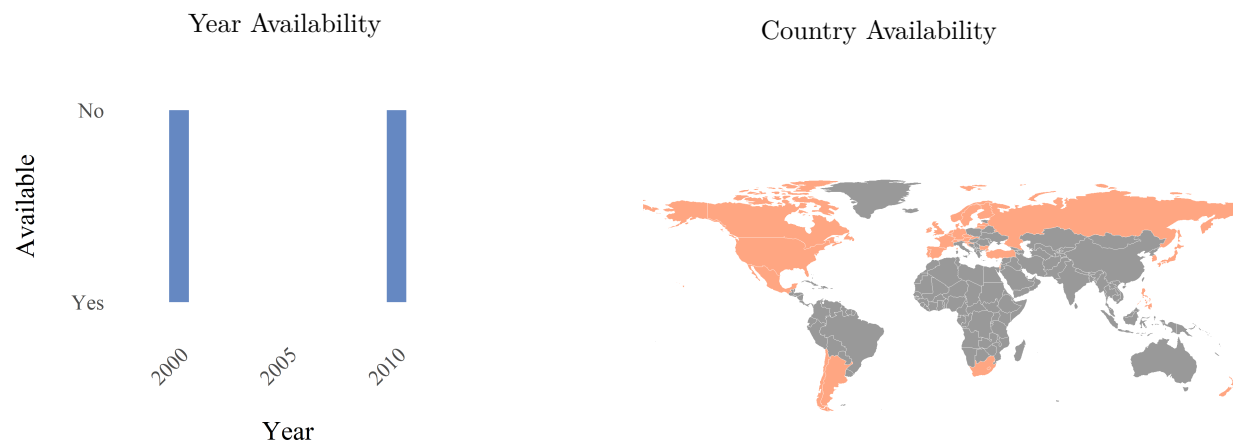 Year Availability
No
Available
Yes
2000
2005
2010
Year
Country Availability